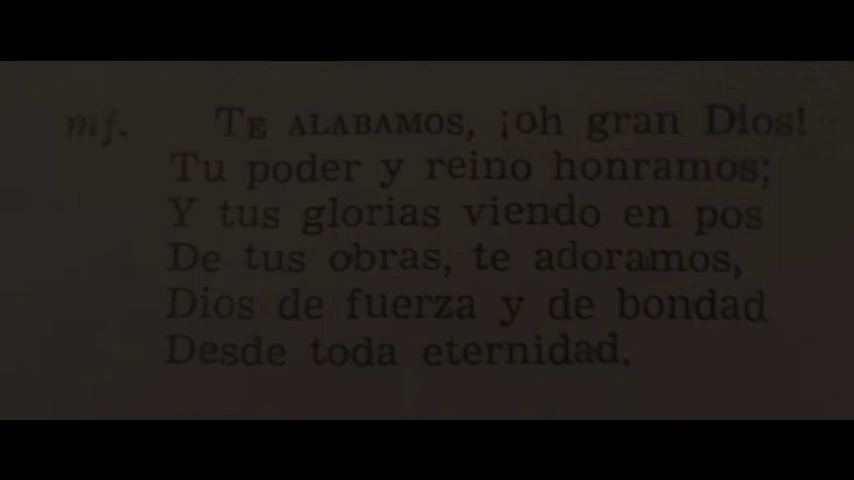 mf. TE ALABAMOS, ¡oh gran Dios!
Tu poder y reino honramos;
Y tus glorias viendo en pos
De tus obras, te adoramos,
Dios de fuerza y de bondad
Desde toda eternidad.